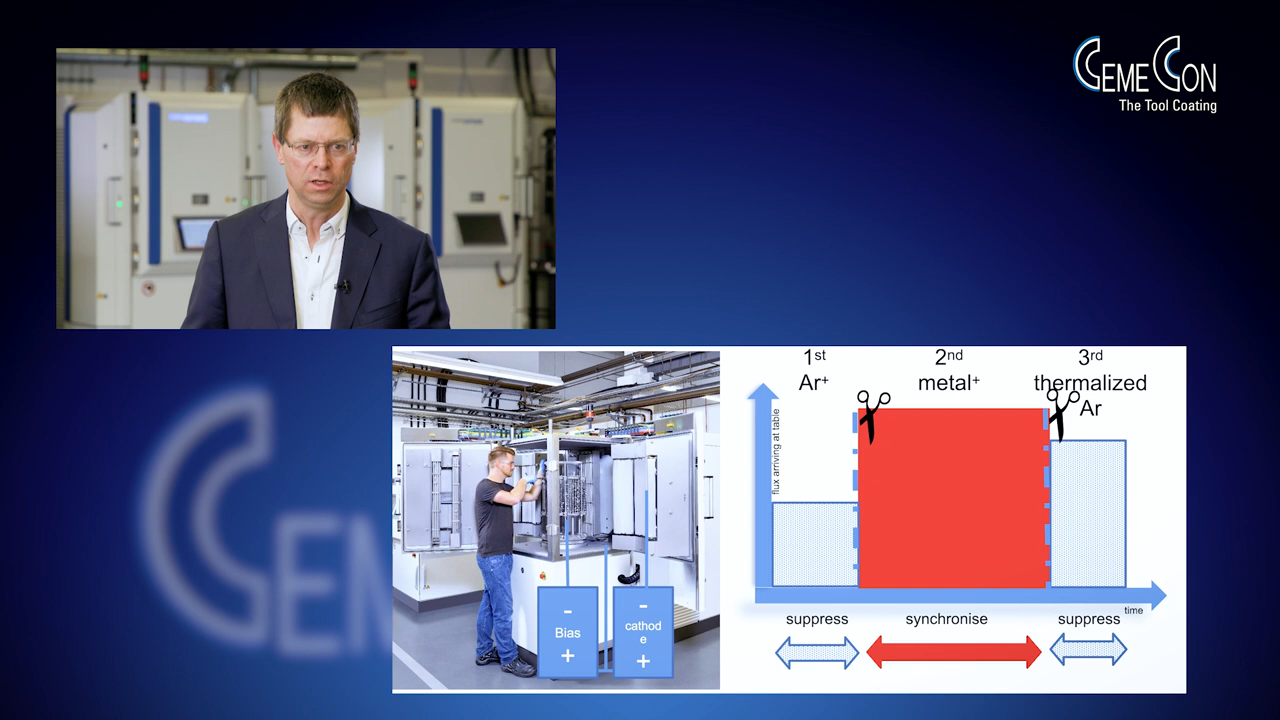 CemeCon
The Tool Coating
1st
Ar+
2nd
metal+
3rd
thermalized
Ar
flux arriving at table
time
suppress
synchronise
suppress
-
Bias
+
-
cathod
e
+
CEM